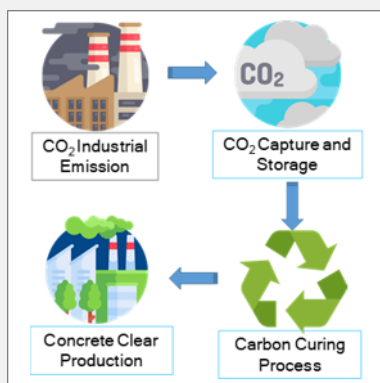 CO₂ Industrial
Emission
CO₂
CO₂ Capture and
Storage
Concrete Clear
Production
Carbon Curing
Process